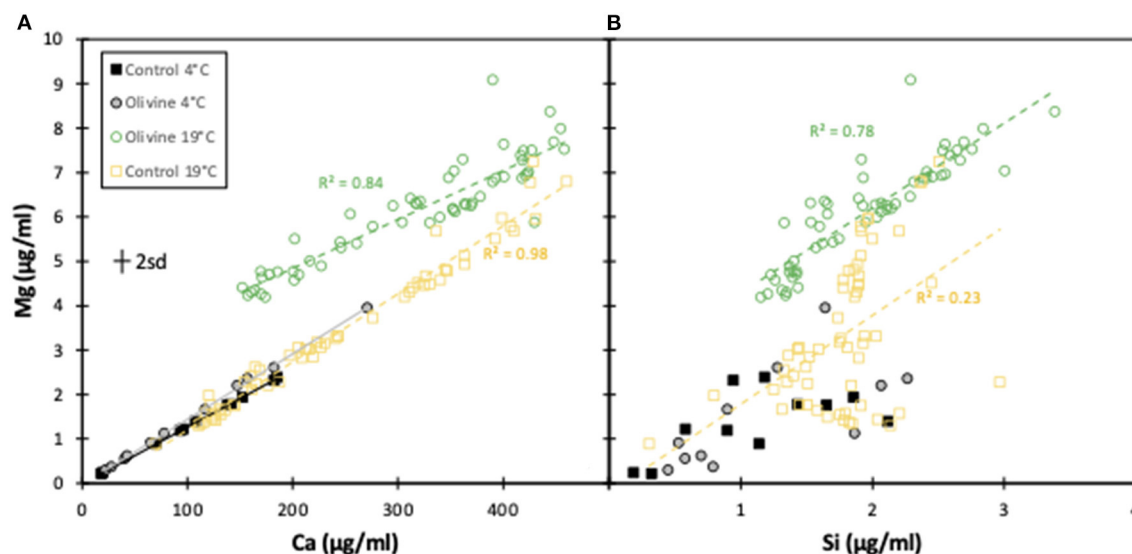 A
B
10
9
8
7
6
5
4
3
2
1
0
Mg (µg/ml)
Control 4°C
Olivine 4°C
Olivine 19°C
Control 19°C
R² = 0.84
R² = 0.98
2sd
0
100
200
300
400
Ca (µg/ml)
R² = 0.78
R² = 0.23
1
2
3
Si (µg/ml)